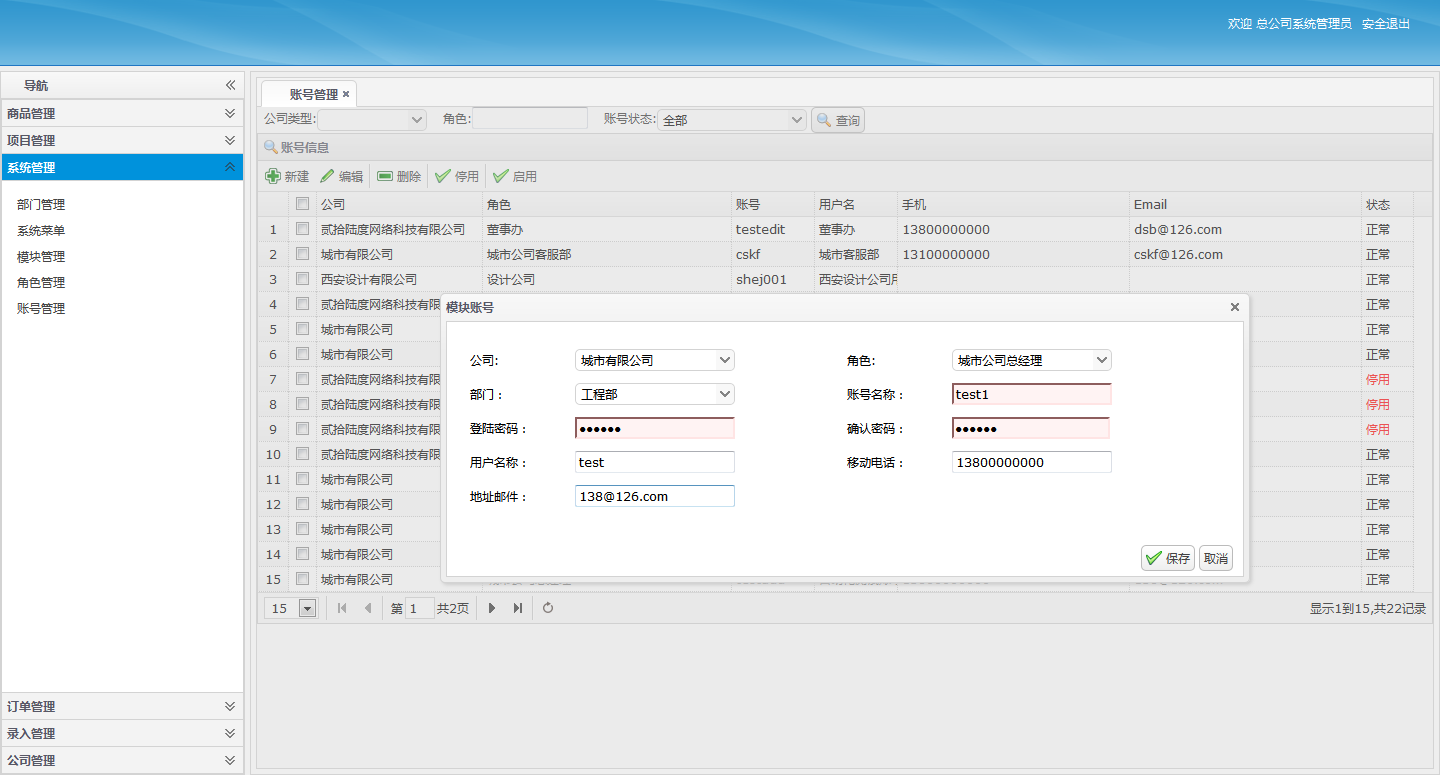 欢迎 总公司系统管理员 安全退出
导航
商品管理
项目管理
系统管理
部门管理
系统菜单
模块管理
角色管理
账号管理
订单管理
录入管理
公司管理
账号管理
公司类型: 角色: 账号状态: 全部 查询
账号信息
新建 编辑 删除 停用 启用
公司 角色 账号 用户名 手机 Email 状态
1 贰拾陆度网络科技有限公司 董事办 testedit 董事办 13800000000 dsb@126.com 正常
2 城市有限公司 城市公司客服部 cskf 城市客服部 13100000000 cskf@126.com 正常
3 西安设计有限公司 设计公司 shej001 西安设计公司用 正常
4 贰拾陆度网络科技有限 正常
5 城市有限公司 正常
6 城市有限公司 正常
7 贰拾陆度网络科技有限 停用
8 贰拾陆度网络科技有限 停用
9 贰拾陆度网络科技有限 停用
10 贰拾陆度网络科技有限 正常
11 城市有限公司 正常
12 城市有限公司 正常
13 城市有限公司 正常
14 城市有限公司 正常
15 城市有限公司 正常
模块账号
公司: 城市有限公司 角色: 城市公司总经理
部门： 工程部 账号名称： test1
登陆密码： •••••• 确认密码： ••••••
用户名称： test 移动电话： 13800000000
地址邮件： 138@126.com
保存 取消
15 第 1 共2页 显示1到15,共22记录